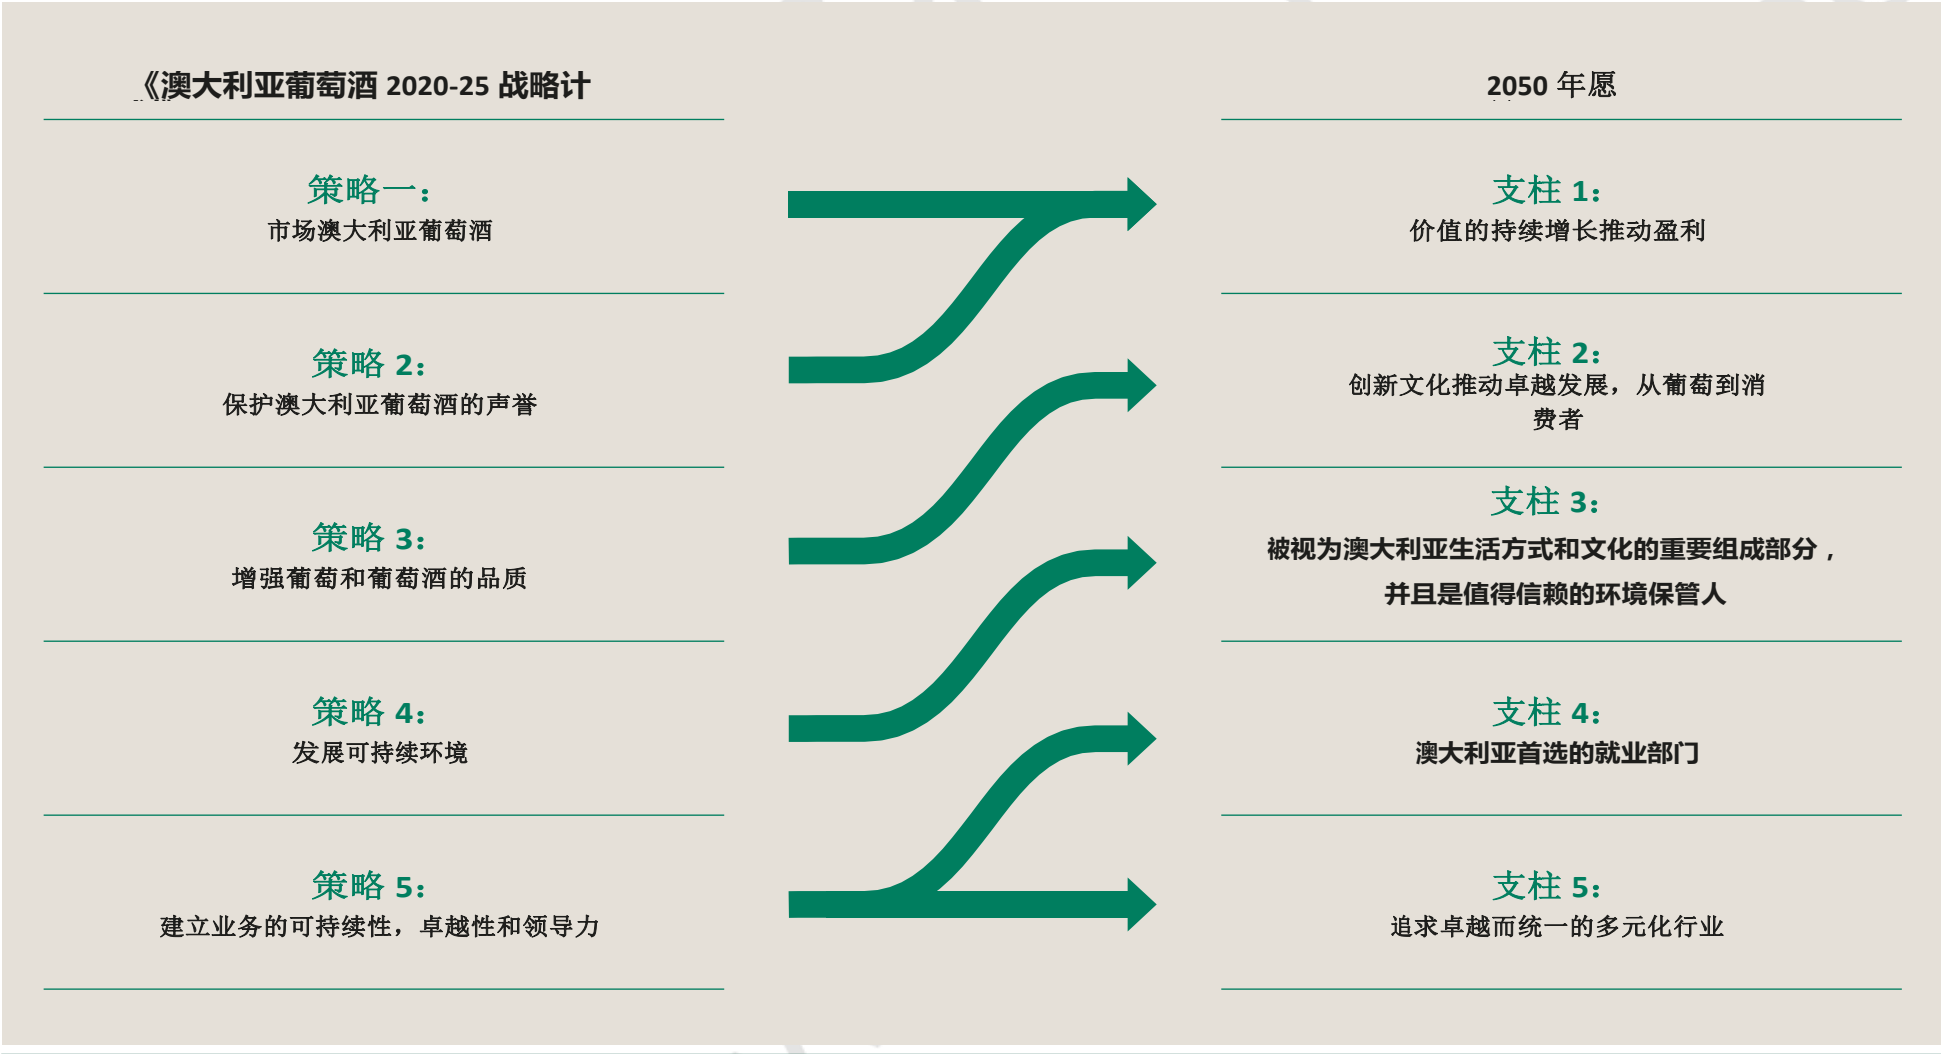 《澳大利亚葡萄酒 2020-25 战略计
策略一：
市场澳大利亚葡萄酒
策略 2：
保护澳大利亚葡萄酒的声誉
策略 3：
增强葡萄和葡萄酒的品质
策略 4：
发展可持续环境
策略 5：
建立业务的可持续性，卓越性和领导力
2050 年愿
支柱 1：
价值的持续增长推动盈利
支柱 2：
创新文化推动卓越发展，从葡萄到消
费者
支柱 3：
被视为澳大利亚生活方式和文化的重要组成部分，
并且是值得信赖的环境保管人
支柱 4：
澳大利亚首选的就业部门
支柱 5：
追求卓越而统一的多元化行业